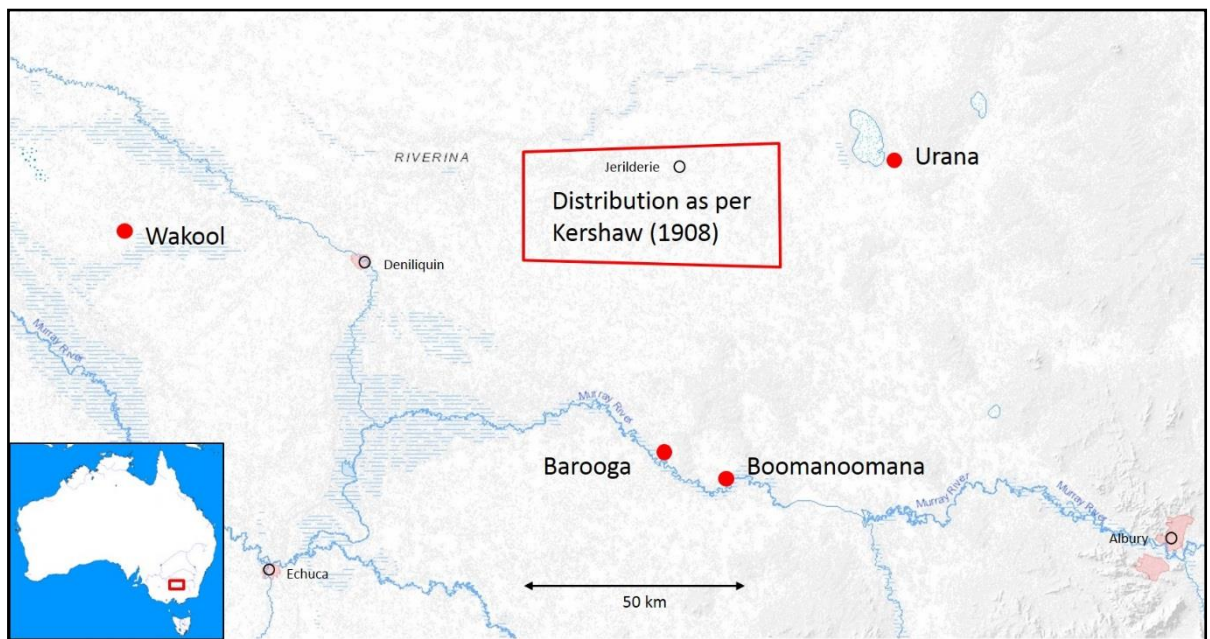 Urana
RIVERINA
Jerilderie
Distribution as per
Kershaw (1908)
Wakool
Deniliquin
Murray River
Murray River
Barooga
Boomanoomana
Murray River
Murray River
Albury
Echuca
50 km